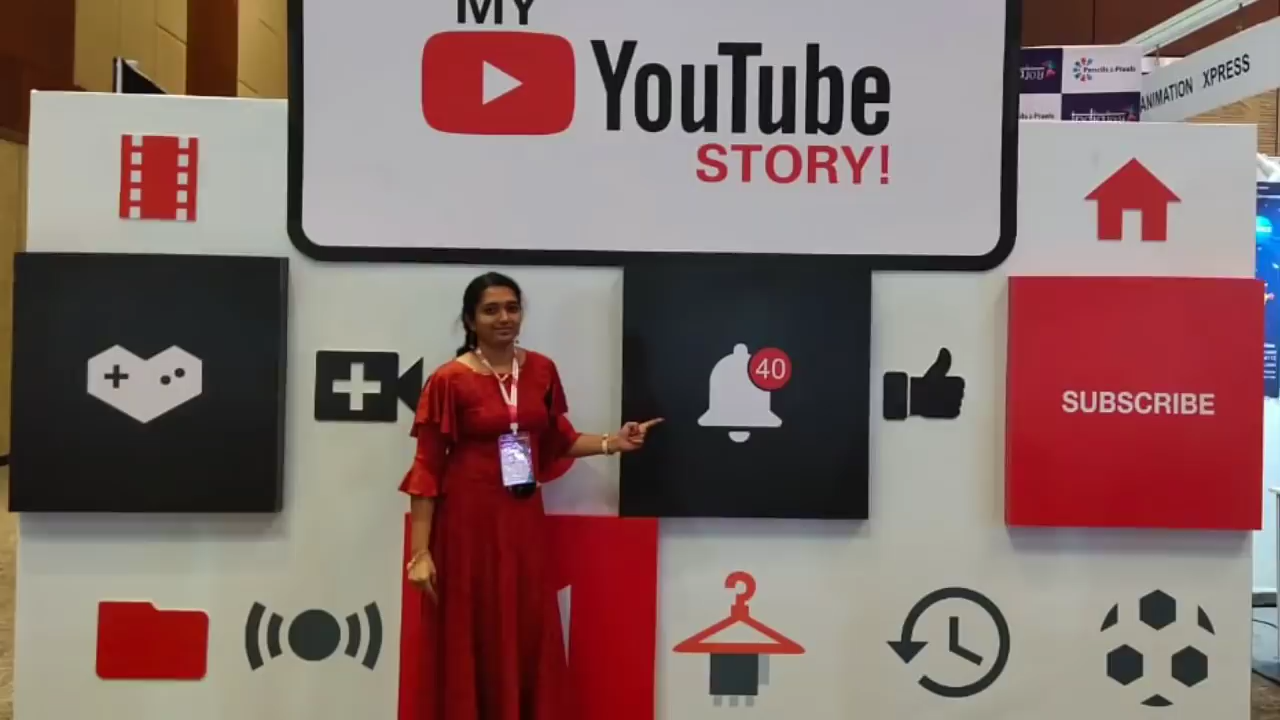 MY
YouTube
STORY!
Pencils & Pixels
ANIMATION XPRESS
40
SUBSCRIBE